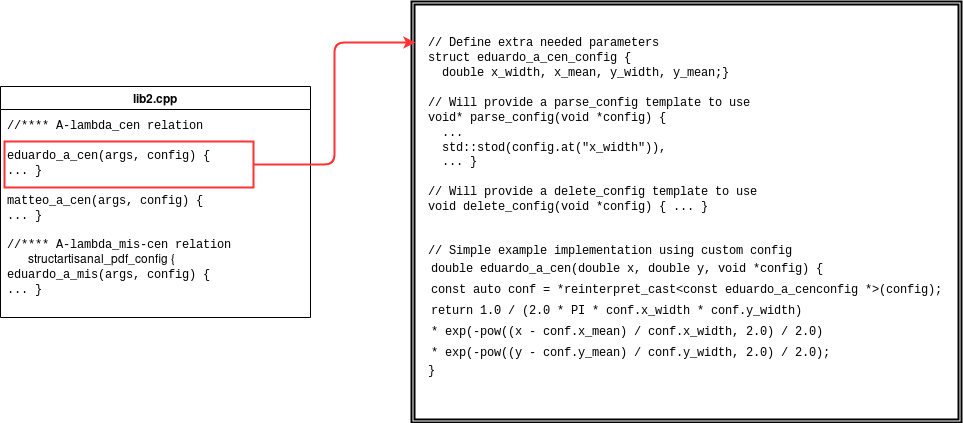 lib2.cpp
//**** A-lambda_cen relation
eduardo_a_cen(args, config) {
... }
matteo_a_cen(args, config) {
... }
//**** A-lambda_mis-cen relation
structartisanal_pdf_config {
eduardo_a_mis(args, config) {
... }
// Define extra needed parameters
struct eduardo_a_cen_config {
double x_width, x_mean, y_width, y_mean;}
// Will provide a parse_config template to use
void* parse_config(void *config) {
...
std::stod(config.at("x_width")),
... }
// Will provide a delete_config template to use
void delete_config(void *config) { ... }
// Simple example implementation using custom config
double eduardo_a_cen(double x, double y, void *config) {
const auto conf = *reinterpret_cast<const eduardo_a_cenconfig *>(config);
return 1.0 / (2.0 * PI * conf.x_width * conf.y_width)
* exp(-pow((x - conf.x_mean) / conf.x_width, 2.0) / 2.0)
* exp(-pow((y - conf.y_mean) / conf.y_width, 2.0) / 2.0);
}